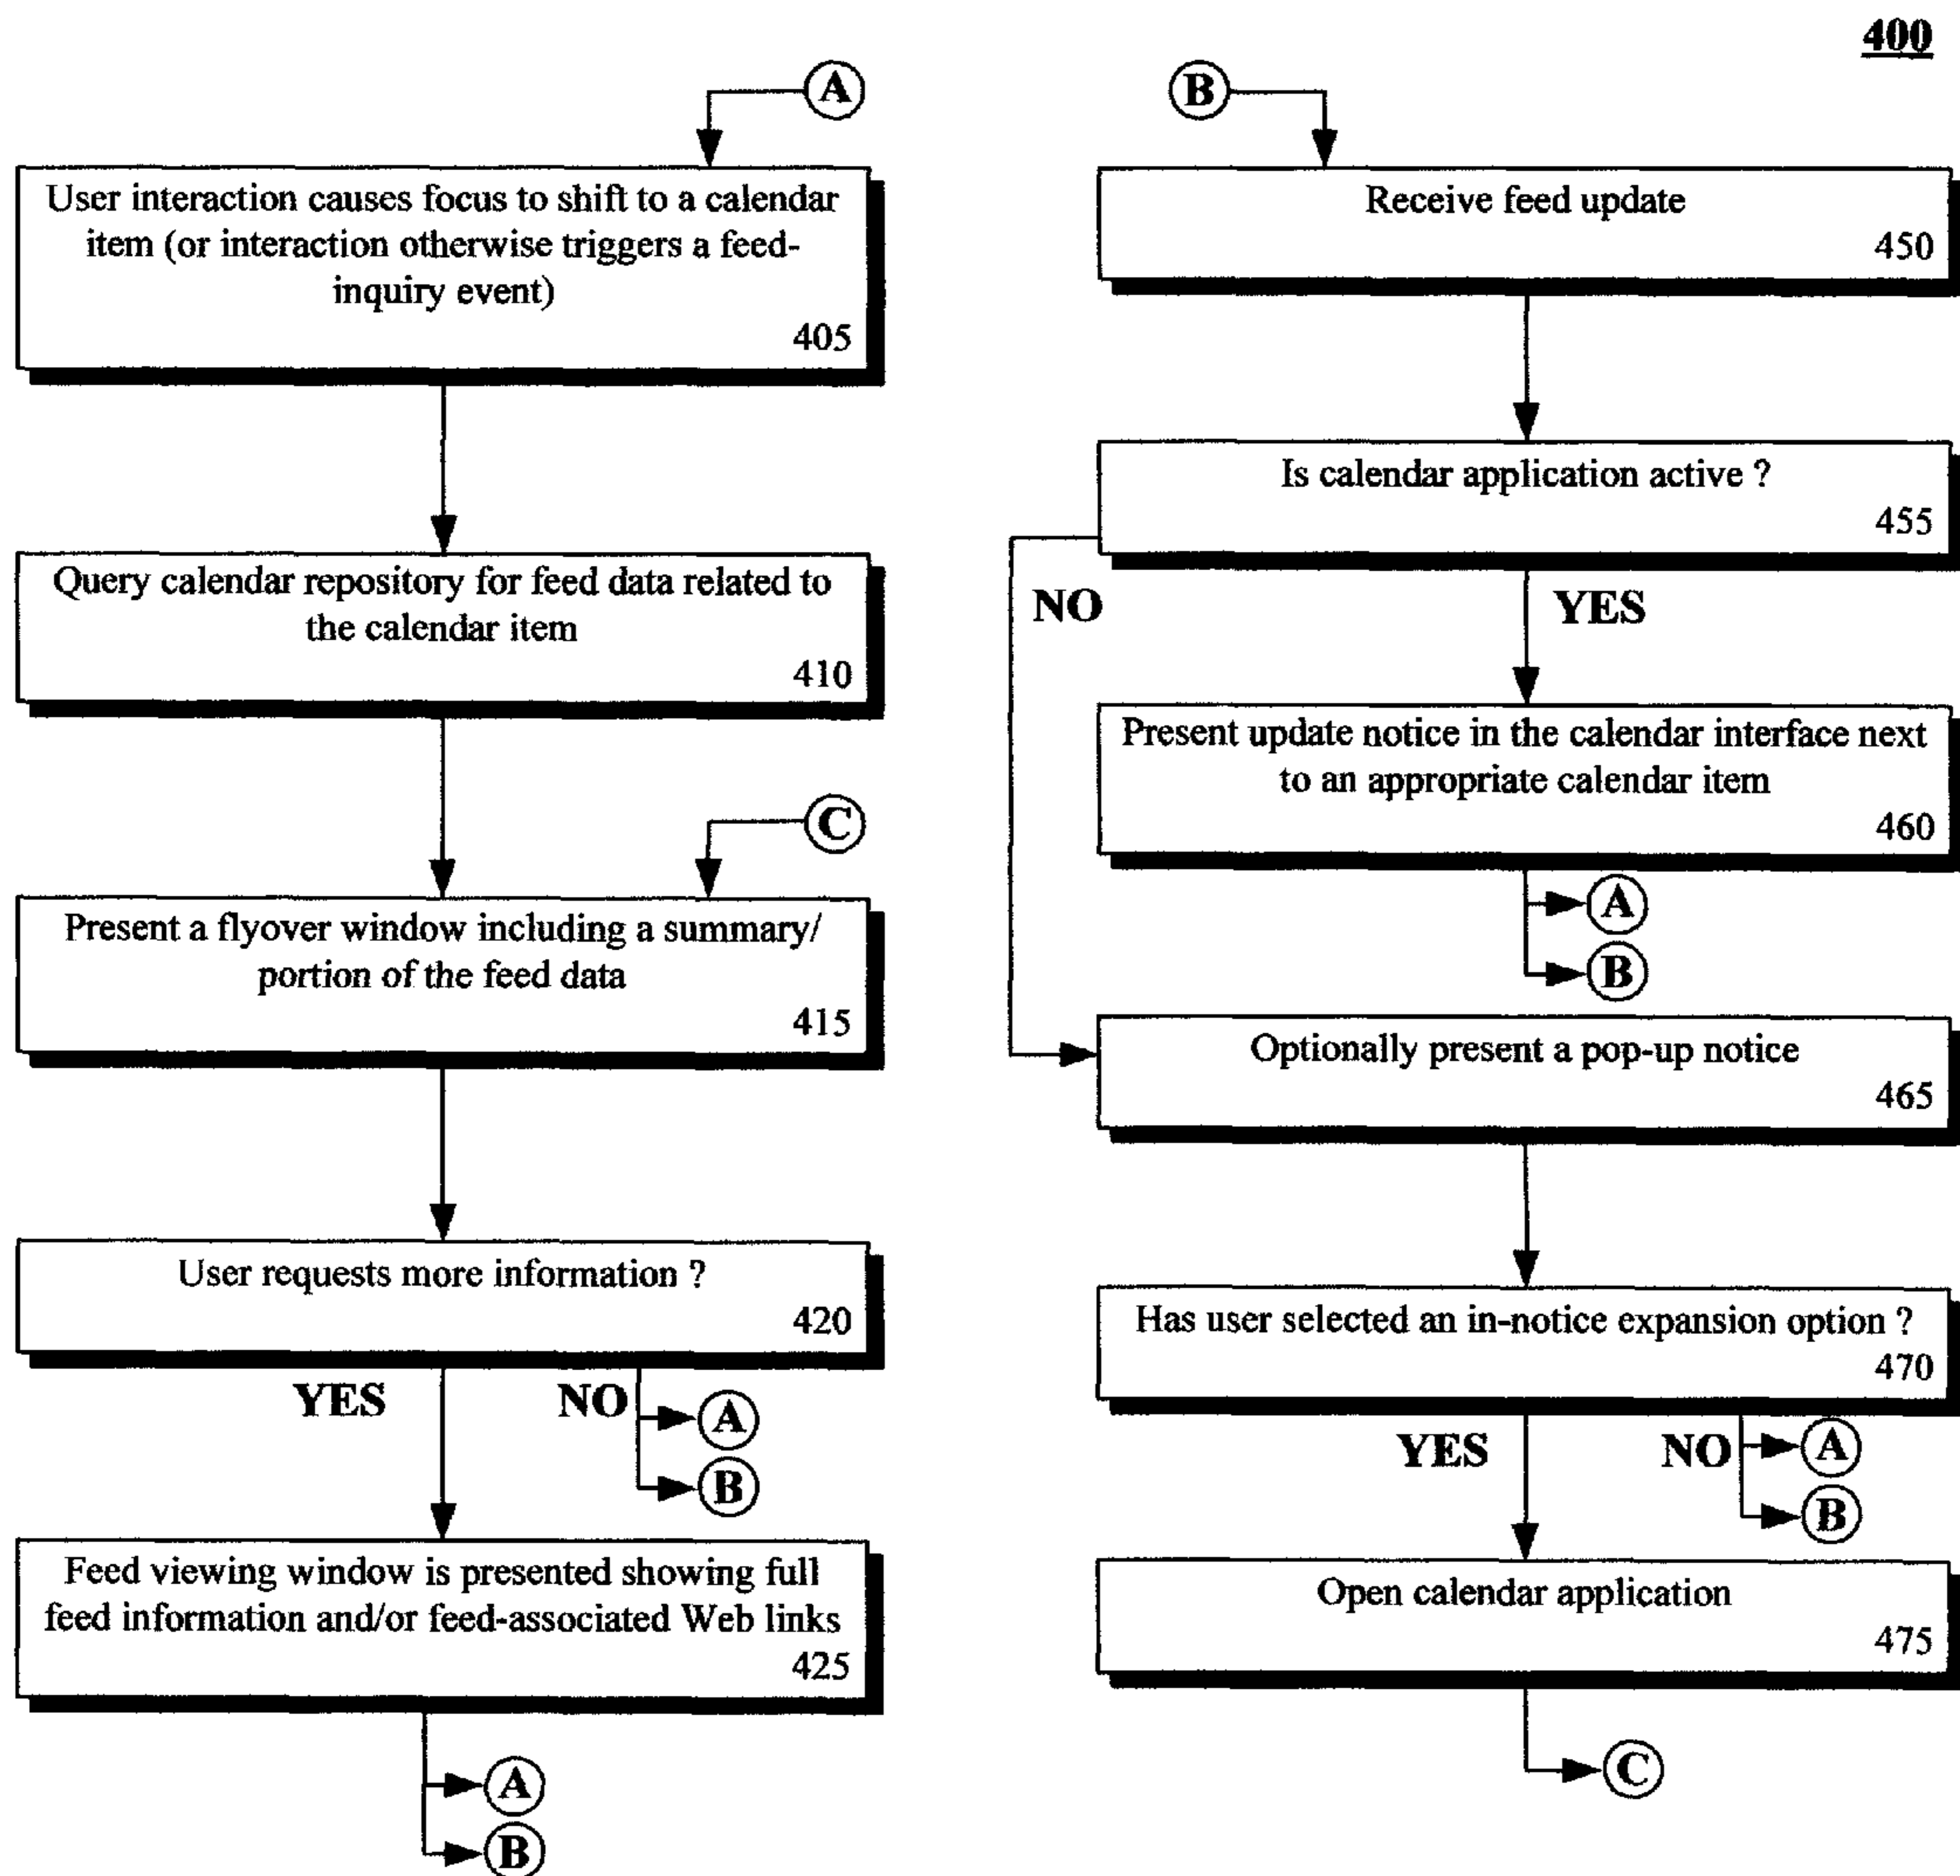 400
A
User interaction causes focus to shift to a calendar
item (or interaction otherwise triggers a feed-
inquiry event)
405
Query calendar repository for feed data related to
the calendar item
410
C
Present a flyover window including a summary/
portion of the feed data
415
User requests more information ?
420
YES
NO
A
B
Feed viewing window is presented showing full
feed information and/or feed-associated Web links
425
A
B
B
Receive feed update
450
Is calendar application active ?
455
NO
YES
Present update notice in the calendar interface next
to an appropriate calendar item
460
A
B
Optionally present a pop-up notice
465
Has user selected an in-notice expansion option ?
470
YES
NO
A
B
Open calendar application
475
C